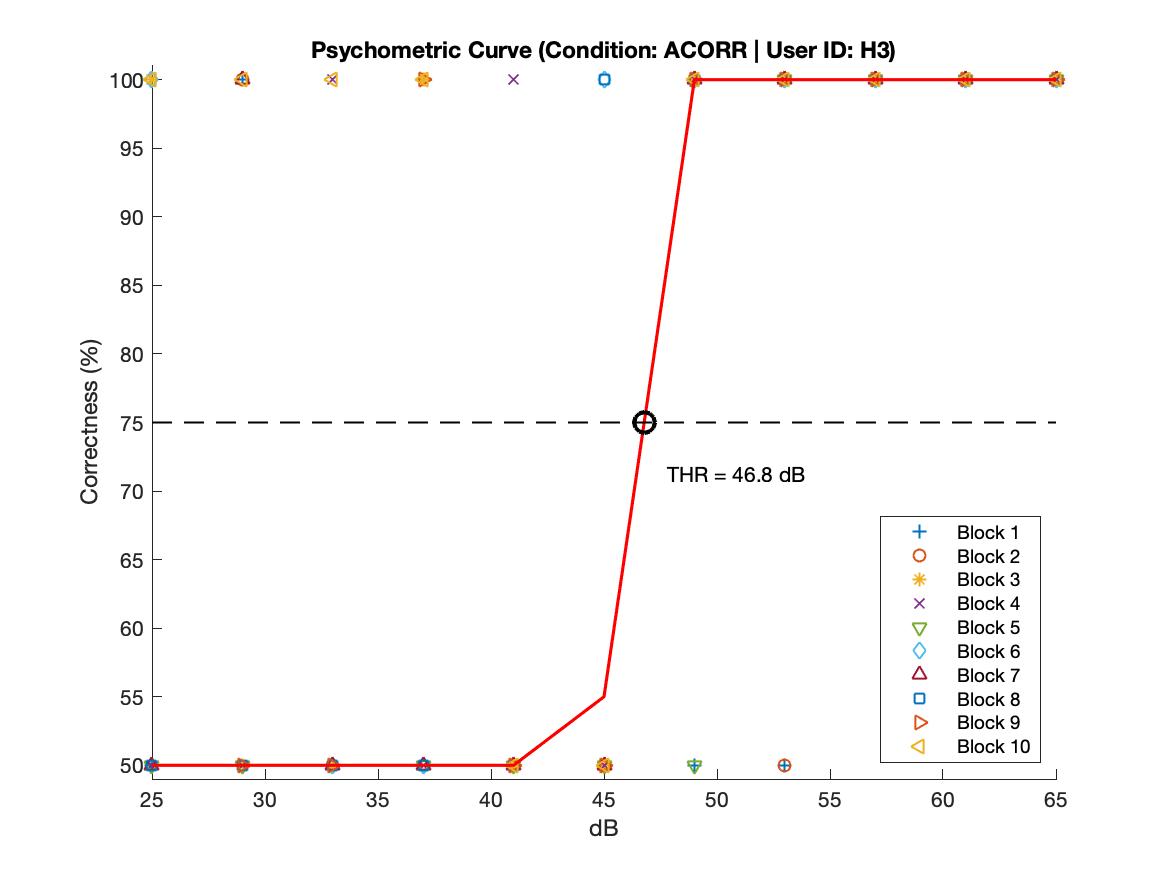 Psychometric Curve (Condition: ACORR | User ID: H3)
100
95
90
85
80
75
70
65
60
55
50
Correctness (%)
THR = 46.8 dB
Block 1
Block 2
Block 3
Block 4
Block 5
Block 6
Block 7
Block 8
Block 9
Block 10
25 30 35 40 45 50 55 60 65
dB